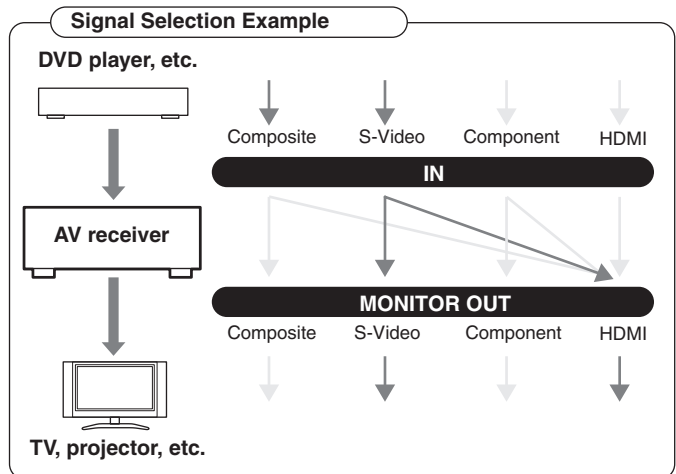 Signal Selection Example
DVD player, etc.
Composite S-Video Component HDMI
IN
AV receiver
MONITOR OUT
Composite S-Video Component HDMI
TV, projector, etc.